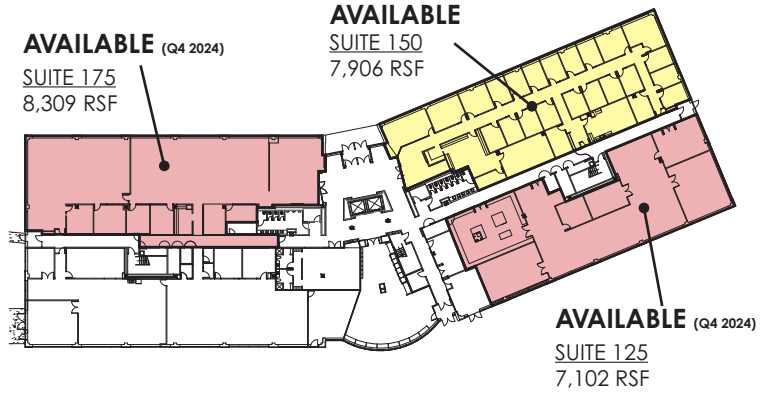 AVAILABLE (Q4 2024)
SUITE 175
8,309 RSF
AVAILABLE
SUITE 150
7,906 RSF
AVAILABLE (Q4 2024)
SUITE 125
7,102 RSF